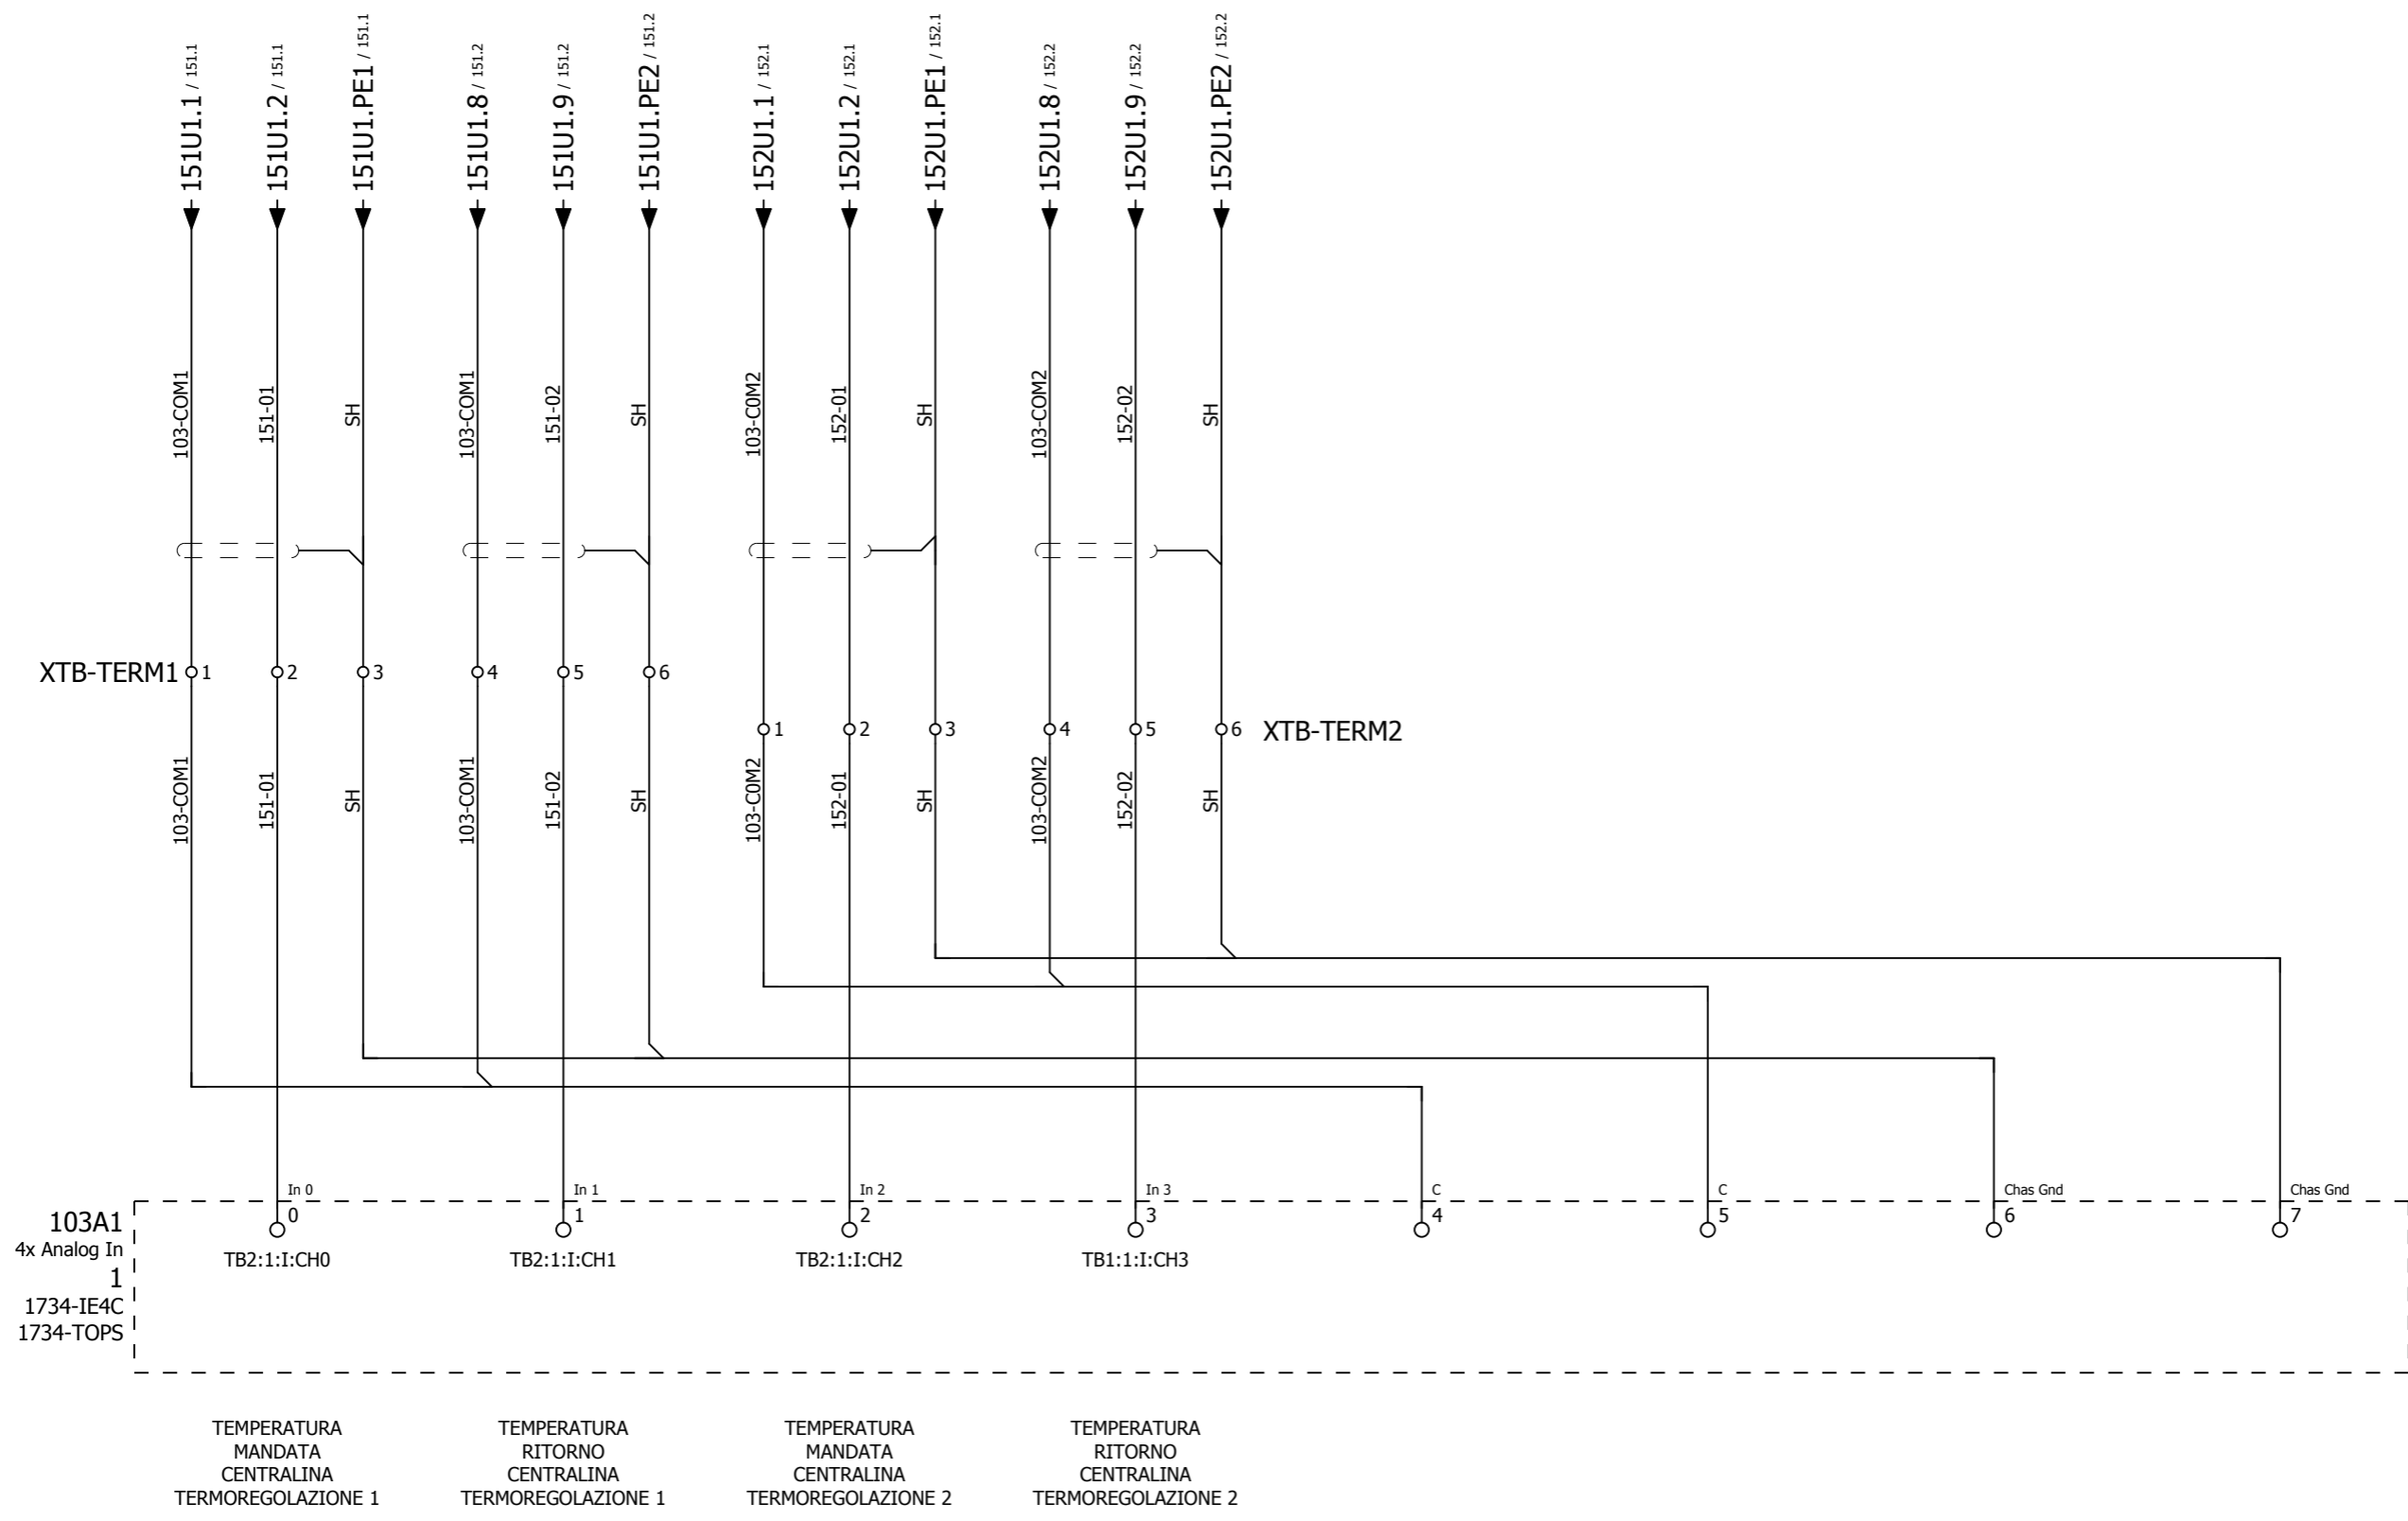 151U1.1 / 151.1
151U1.2 / 151.1
151U1.PE1 / 151.1
151U1.8 / 151.2
151U1.9 / 151.2
151U1.PE2 / 151.2
152U1.1 / 152.1
152U1.2 / 152.1
152U1.PE1 / 152.1
152U1.8 / 152.2
152U1.9 / 152.2
152U1.PE2 / 152.2
103-COM1
151-01
SH
103-COM1
151-02
SH
103-C0M2
152-01
SH
103-COM2
152-02
SH
XTB-TERM1
1
2
3
4
5
6
1
2
3
4
5
6
XTB-TERM2
103-COM1
151-01
SH
103-COM1
151-02
SH
103-C0M2
152-01
SH
103-COM2
152-02
SH
In 0
In 1
In 2
In 3
C
C
Chas Gnd
Chas Gnd
0
1
2
3
4
5
6
7
103A1
4x Analog In
1
1734-IE4C
1734-TOPS
TB2:1:I:CH0
TB2:1:I:CH1
TB2:1:I:CH2
TB1:1:I:CH3
TEMPERATURA
MANDATA
CENTRALINA
TERMOREGOLAZIONE 1
TEMPERATURA
RITORNO
CENTRALINA
TERMOREGOLAZIONE 1
TEMPERATURA
MANDATA
CENTRALINA
TERMOREGOLAZIONE 2
TEMPERATURA
RITORNO
CENTRALINA
TERMOREGOLAZIONE 2